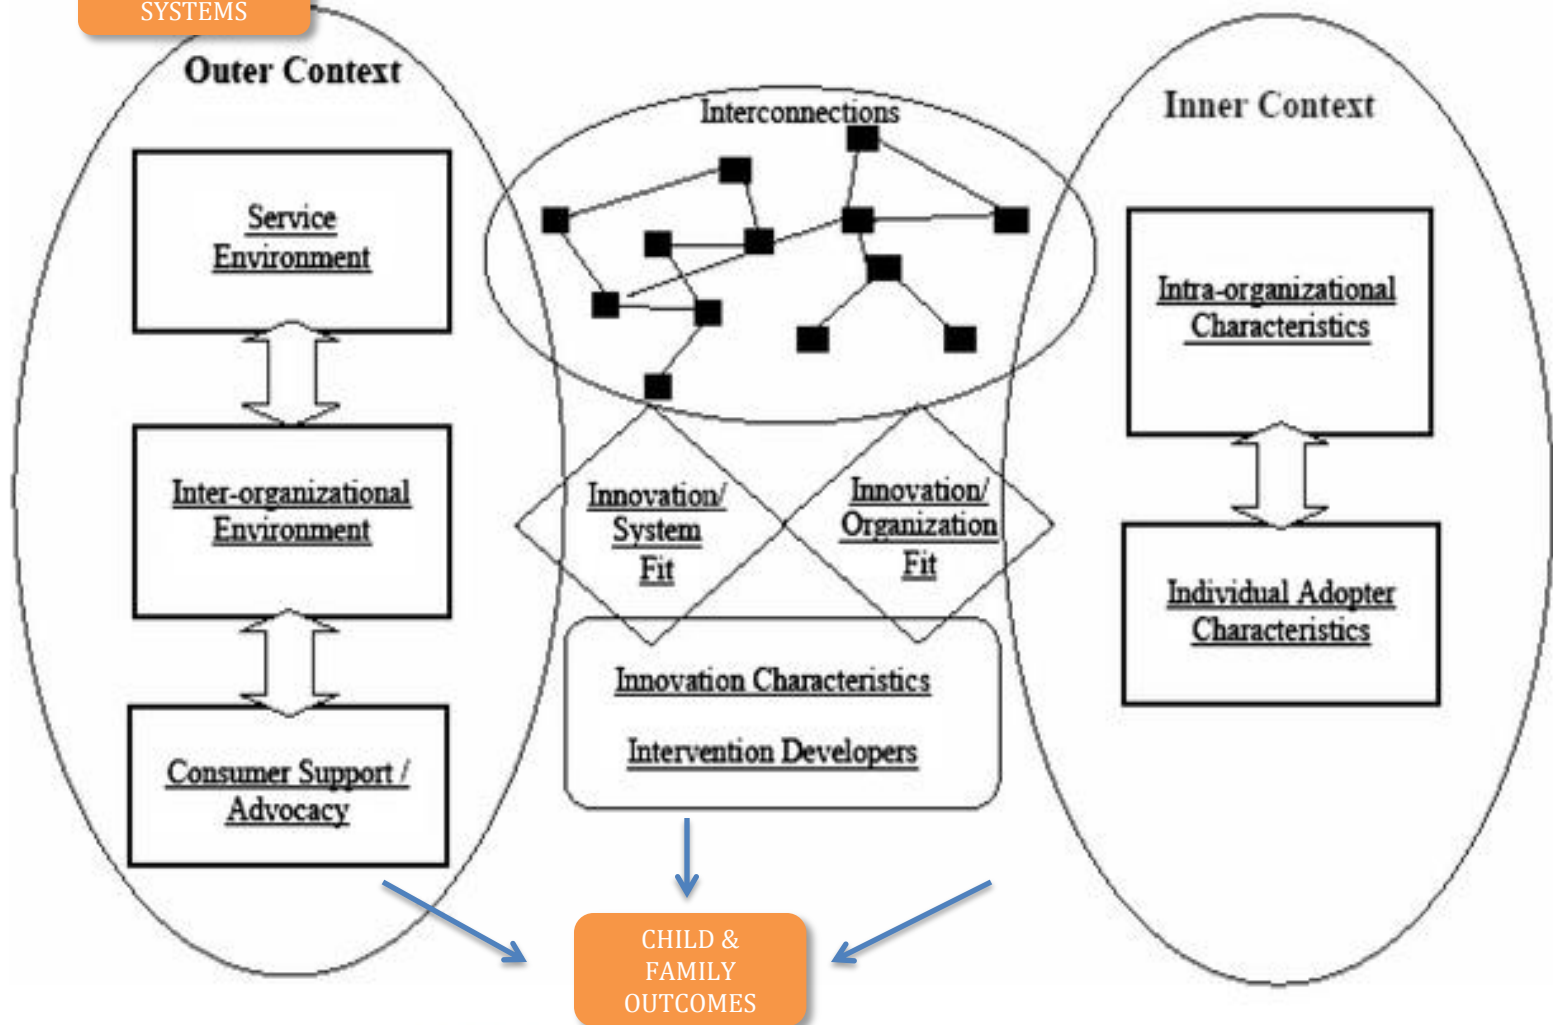 SYSTEMS
Outer Context
Service
Environment
Inter-organizational
Environment
Consumer Support /
Advocacy
Interconnections
Innovation/
System
Fit
Innovation/
Organization
Fit
Innovation Characteristics
Intervention Developers
Inner Context
Intra-organizational
Characteristics
Individual Adopter
Characteristics
CHILD &
FAMILY
OUTCOMES